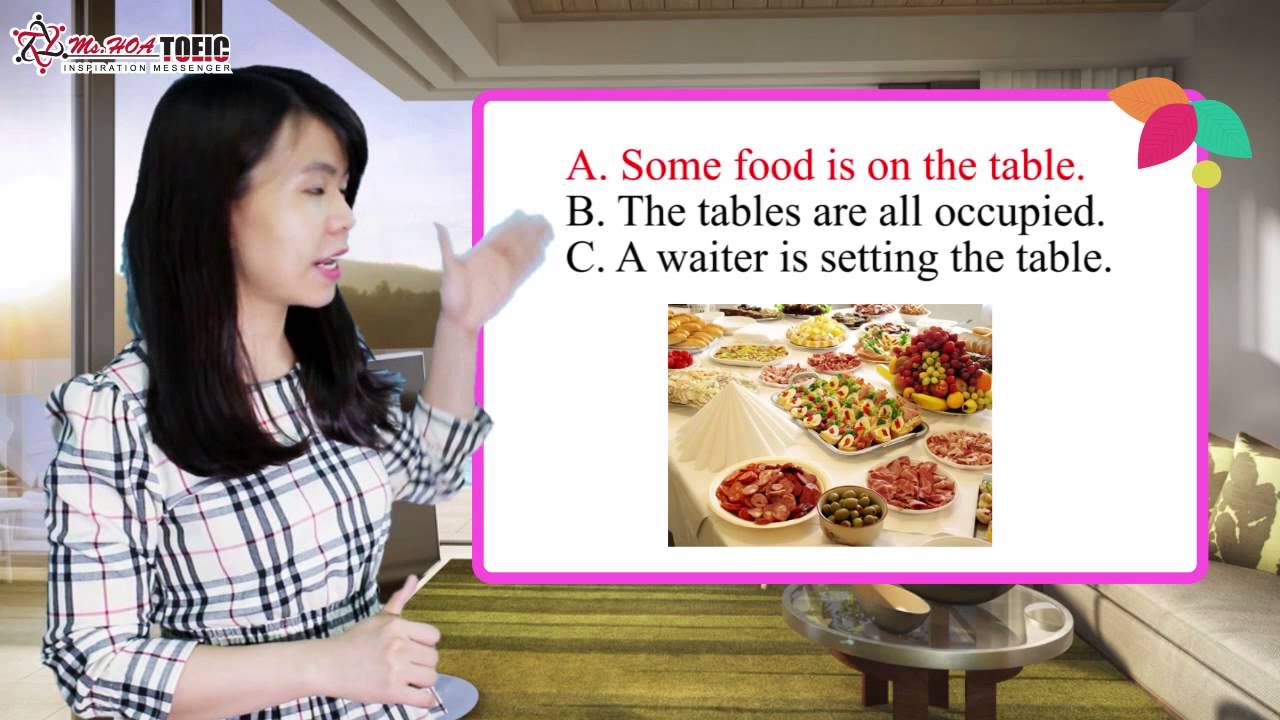 Ms.HOA TOEIC
INSPIRATION MESSENGER
A. Some food is on the table.
B. The tables are all occupied.
C. A waiter is setting the table.